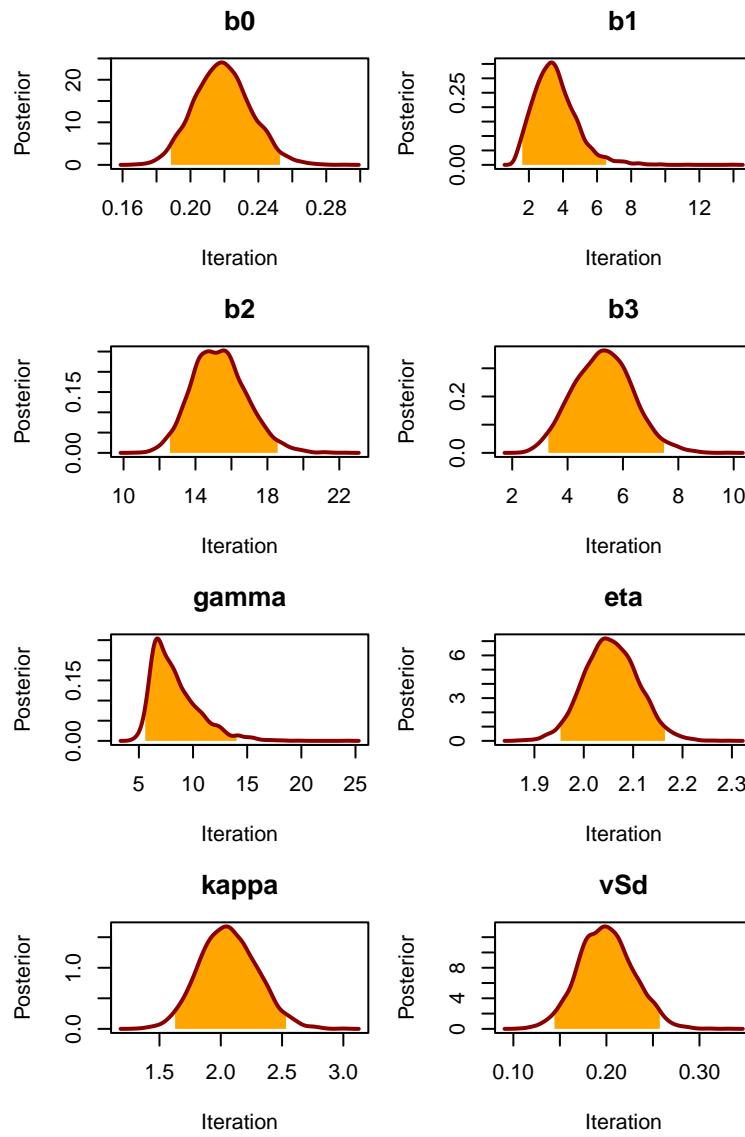 b0 b1
Posterior 0 10 20 Posterior 0.00 0.25
0.16 0.20 0.24 0.28 2 4 6 8 12
Iteration Iteration
b2 b3
Posterior 0.00 0.15 Posterior 0.0 0.2
10 14 18 22 2 4 6 8 10
Iteration Iteration
gamma eta
Posterior 0.00 0.15 Posterior 0 3 6
5 10 15 20 25 1.9 2.0 2.1 2.2 2.3
Iteration Iteration
kappa vSd
Posterior 0.0 1.0 Posterior 0 4 8
1.5 2.0 2.5 3.0 0.10 0.20 0.30
Iteration Iteration